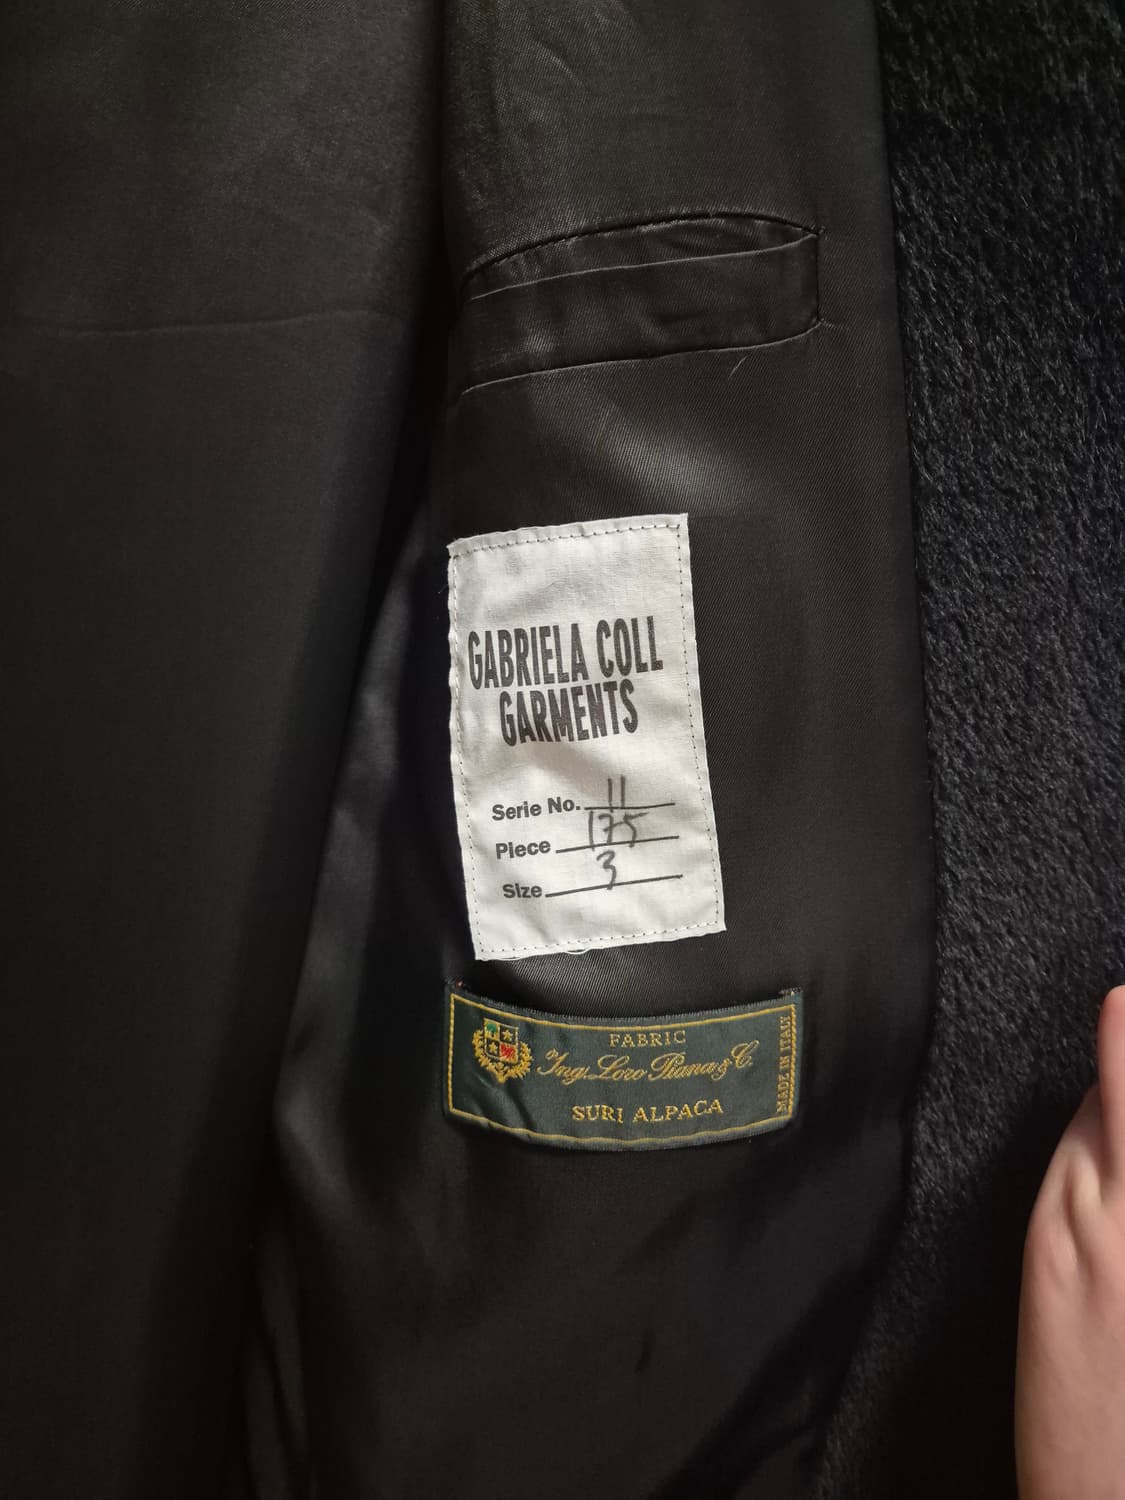 GABRIELA COLL
GARMENTS
Serie No. 11
Piece 175
Size 3
FABRIC
Ing. Loro Piana & C.
SURI ALPACA
MADE IN ITALY